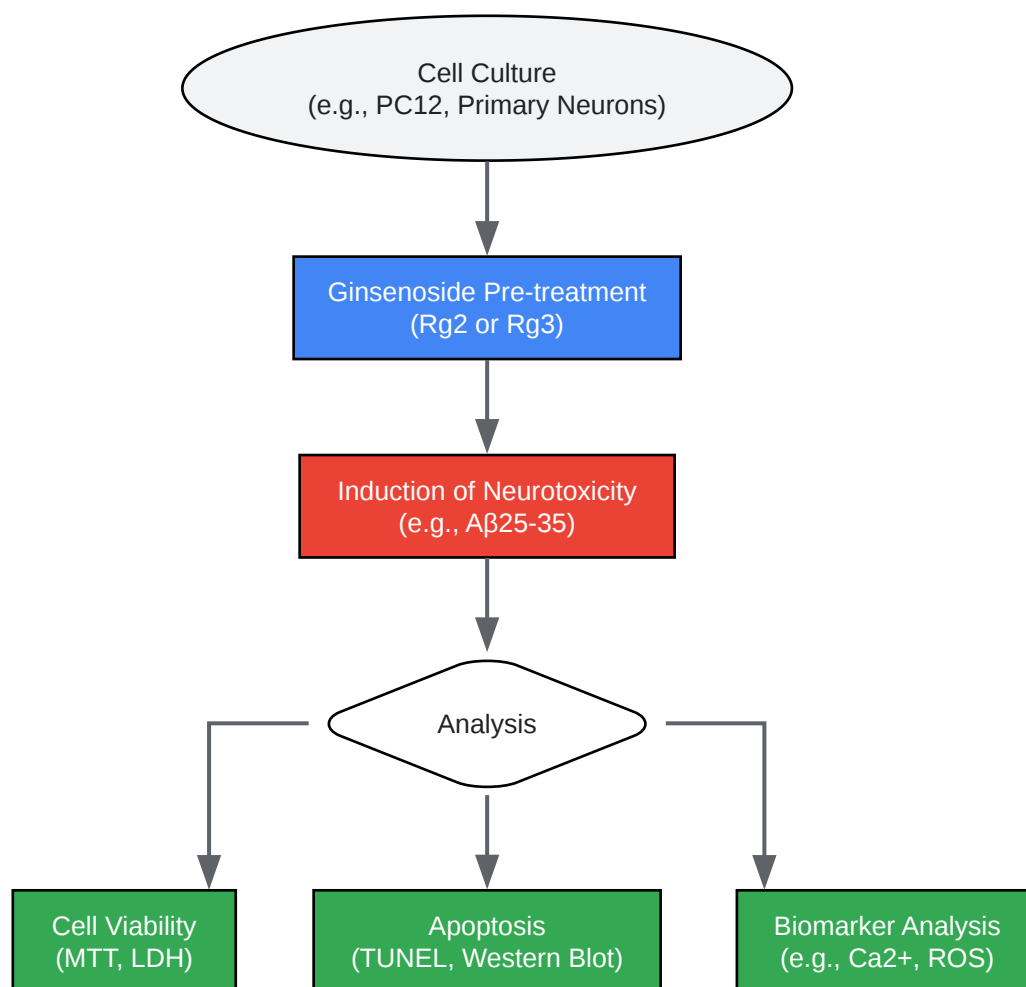 Cell Culture
(e.g., PC12, Primary Neurons)
Ginsenoside Pre-treatment
(Rg2 or Rg3)
Induction of Neurotoxicity
(e.g., Aβ25-35)
Analysis
Cell Viability
(MTT, LDH)
Apoptosis
(TUNEL, Western Blot)
Biomarker Analysis
(e.g., Ca2+, ROS)